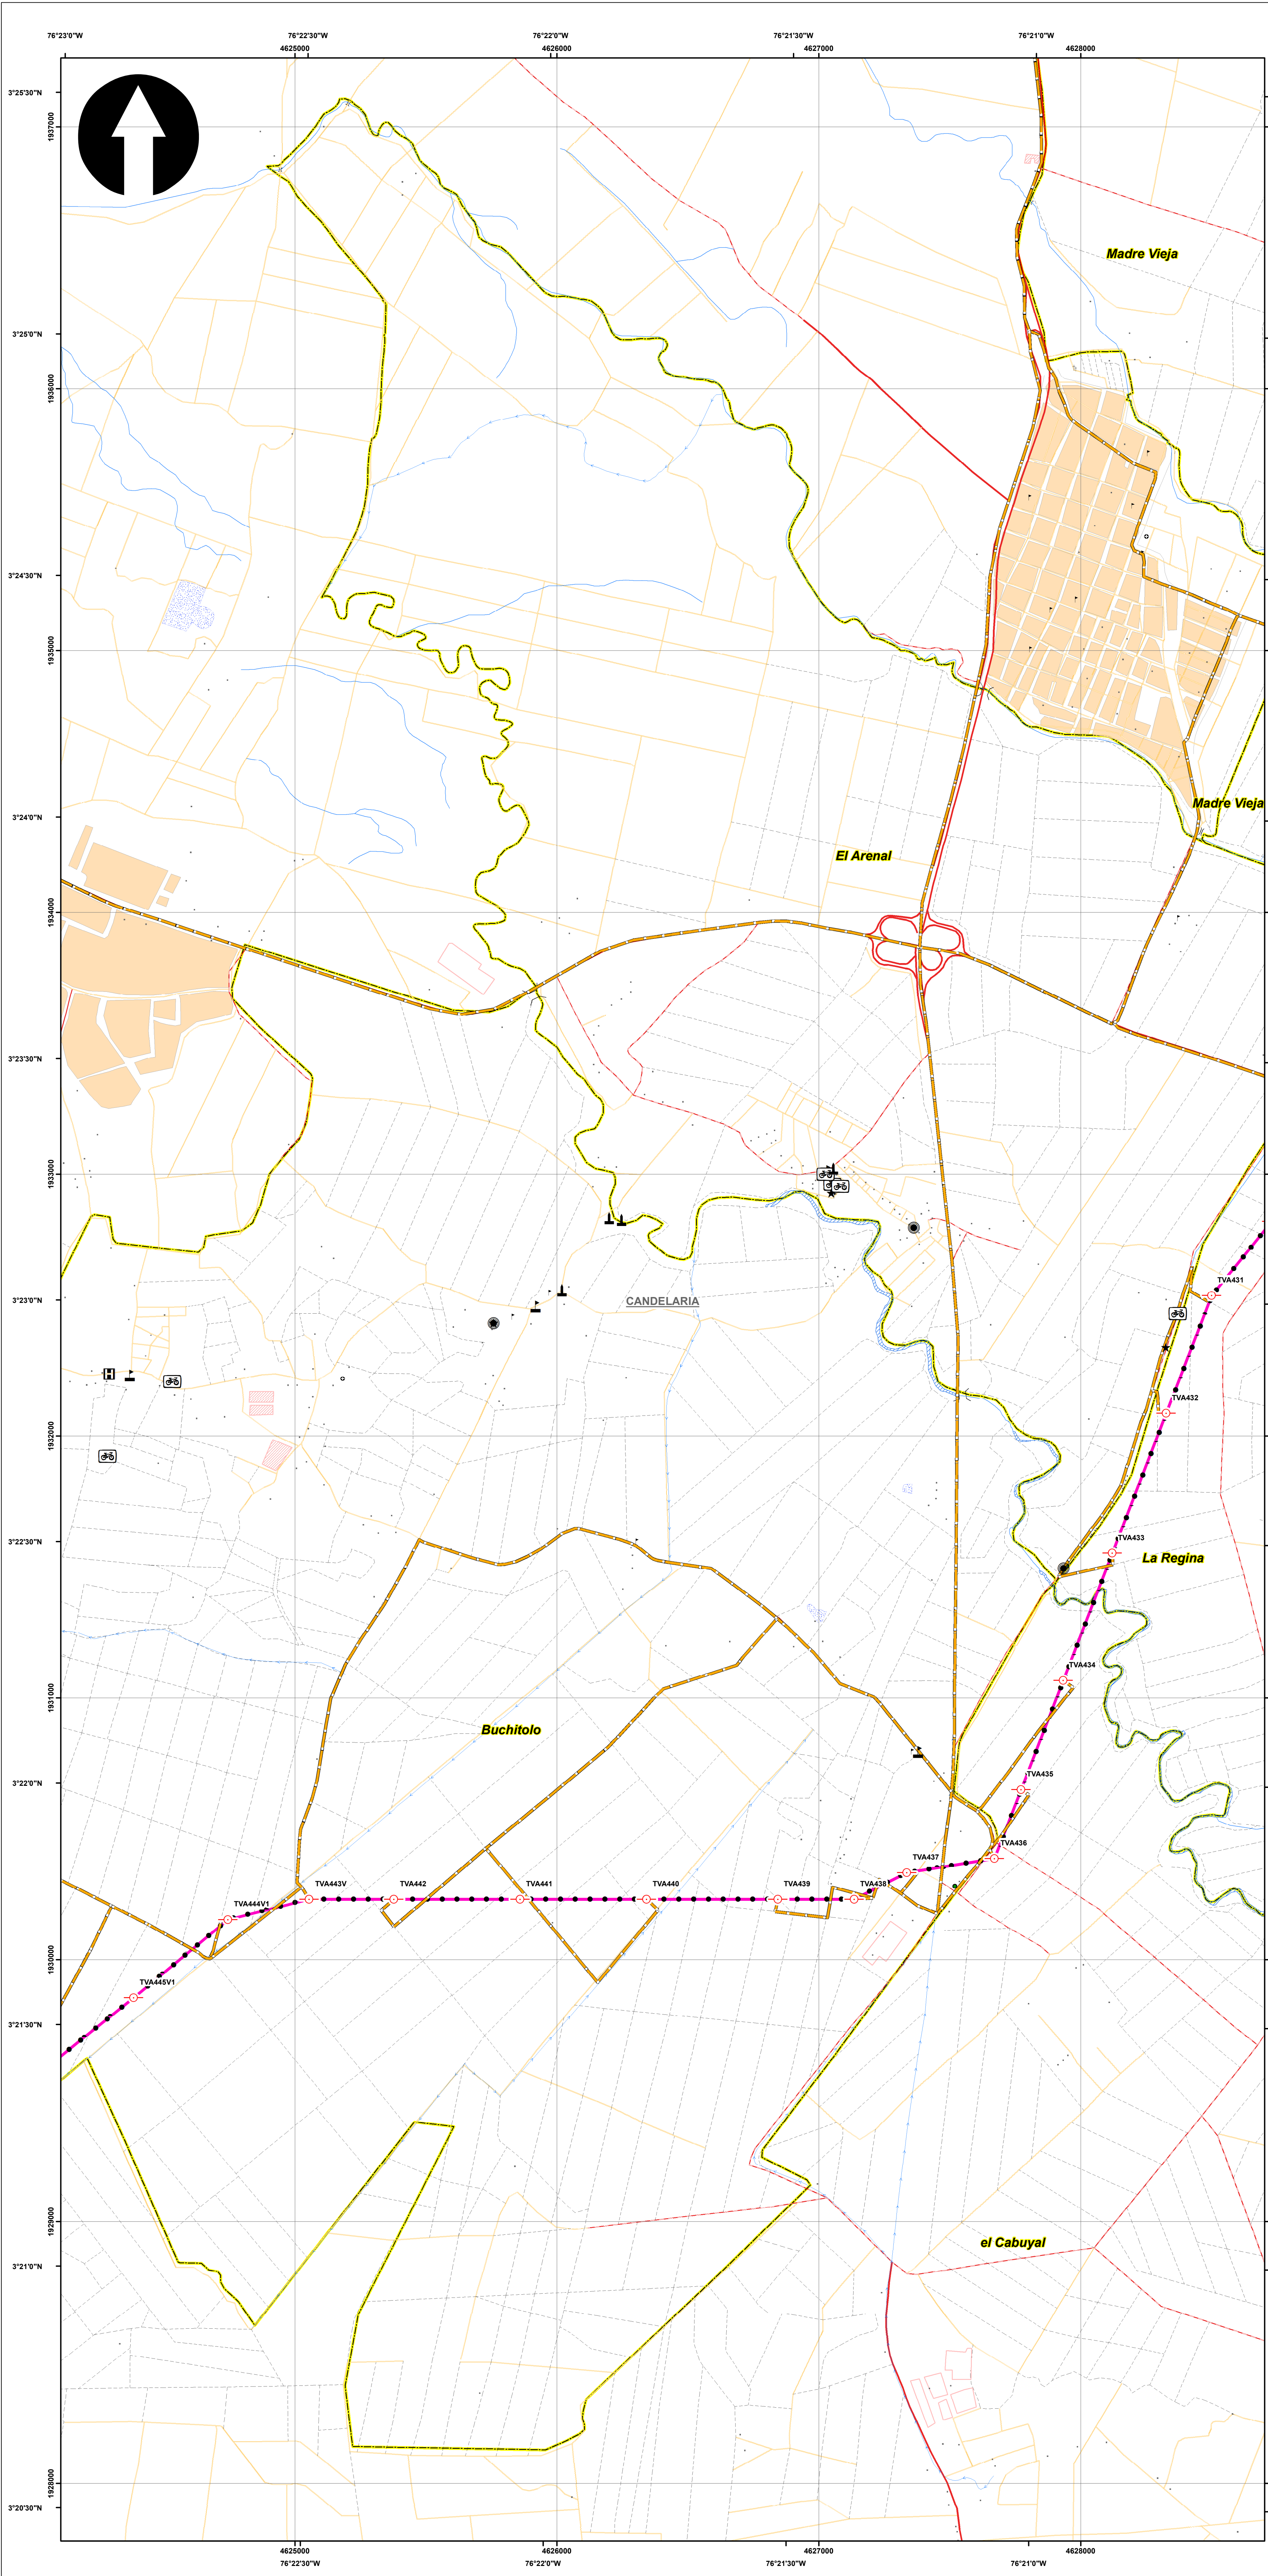 76°23'0"W 76°22'30"W 76°22'0"W 76°21'30"W 76°21'0"W
4625000 4626000 4627000 4628000
3°25'30"N
1937000
Madre Vieja
3°25'0"N
1936000
3°24'30"N
1935000
Madre Vieja
3°24'0"N
El Arenal
1934000
3°23'30"N
1933000
TVA431
3°23'0"N
CANDELARIA
H
TVA432
1932000
TVA433
3°22'30"N
La Regina
TVA434
1931000
Buchitolo
3°22'0"N
TVA435
TVA436
TVA437
TVA443V TVA442 TVA441 TVA440 TVA439 TVA438
TVA444V1
1930000
TVA445V1
3°21'30"N
1929000
el Cabuyal
3°21'0"N
1928000
3°20'30"N
4625000 4626000 4627000 4628000
76°22'30"W 76°22'0"W 76°21'30"W 76°21'0"W